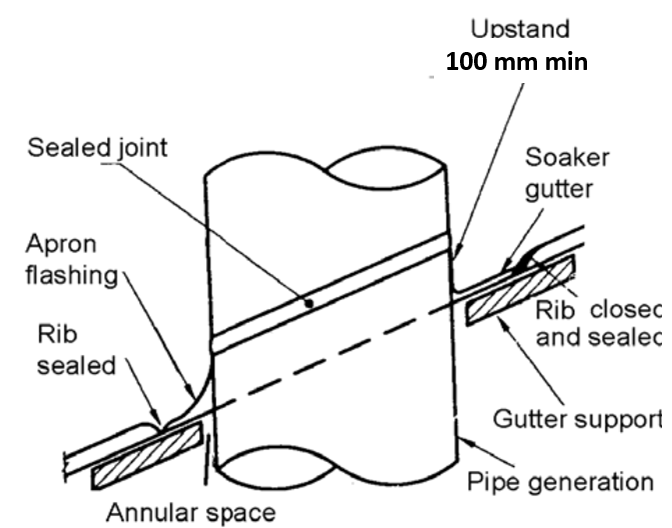 Upstand
100 mm min
Sealed joint
Soaker
gutter
Apron
flashing
Rib
sealed
Rib closed
and sealed
Gutter support
Pipe generation
Annular space